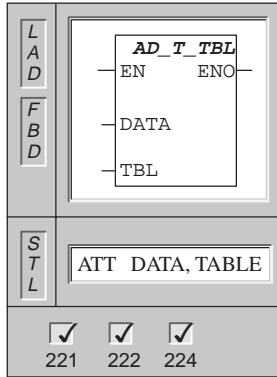 L
A
D
AD_T_TBL
EN ENO
F
B
D
DATA
TBL
S
T
L
ATT DATA, TABLE
221 222 224